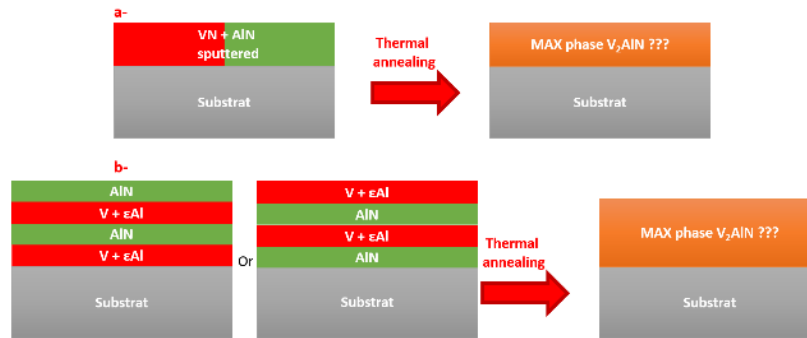 a-
VN + AlN
sputtered
Substrat
Thermal
annealing
MAX phase V₂AlN ???
Substrat
b-
AlN
V + εAl
AlN
V + εAl
Substrat
Or
V + εAl
AlN
V + εAl
AlN
Substrat
Thermal
annealing
MAX phase V₂AlN ???
Substrat